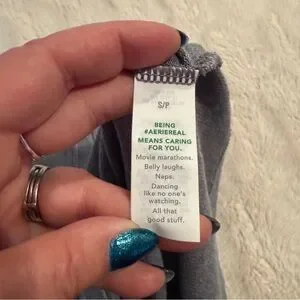 S/P
BEING
#AERIEREAL
MEANS CARING
FOR YOU.
Movie marathons.
Belly laughs.
Naps.
Dancing
like no one's
watching.
All that
good stuff.